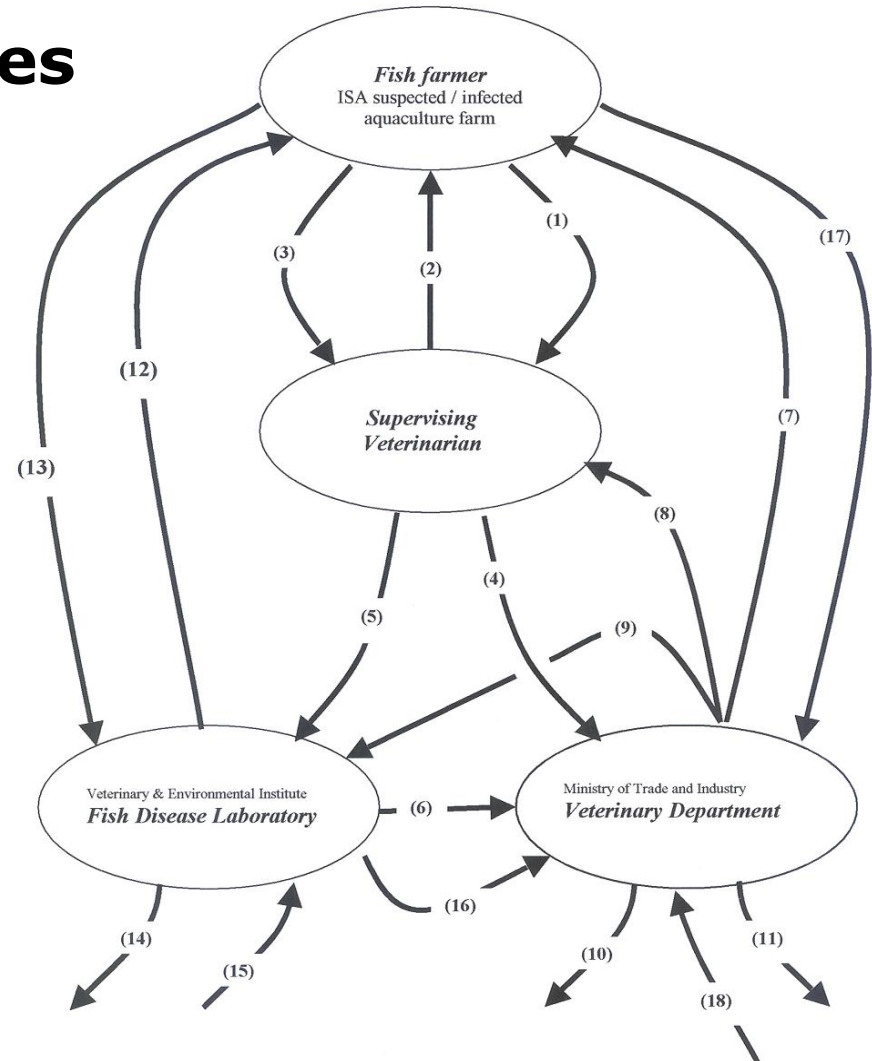 es
Fish farmer
ISA suspected / infected
aquaculture farm
(1)
(17)
(3)
(2)
(12)
(7)
Supervising
Veterinarian
(13)
(8)
(4)
(5)
(9)
Veterinary & Environmental Institute
Fish Disease Laboratory
Ministry of Trade and Industry
Veterinary Department
(6)
(16)
(14)
(11)
(10)
(15)
(18)